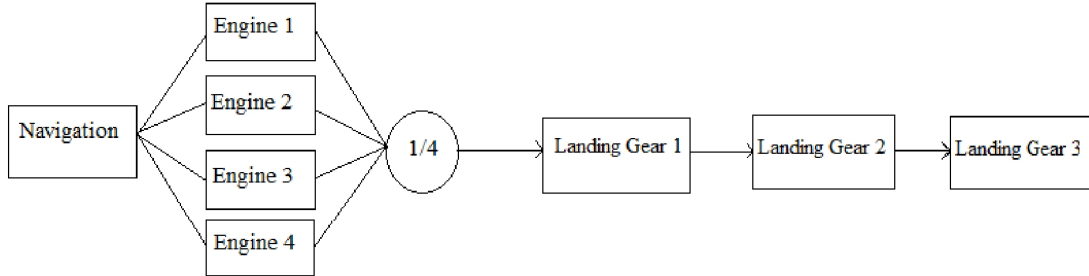 Engine 1
Engine 2
Navigation
1/4
Landing Gear 1
Landing Gear 2
Landing Gear 3
Engine 3
Engine 4